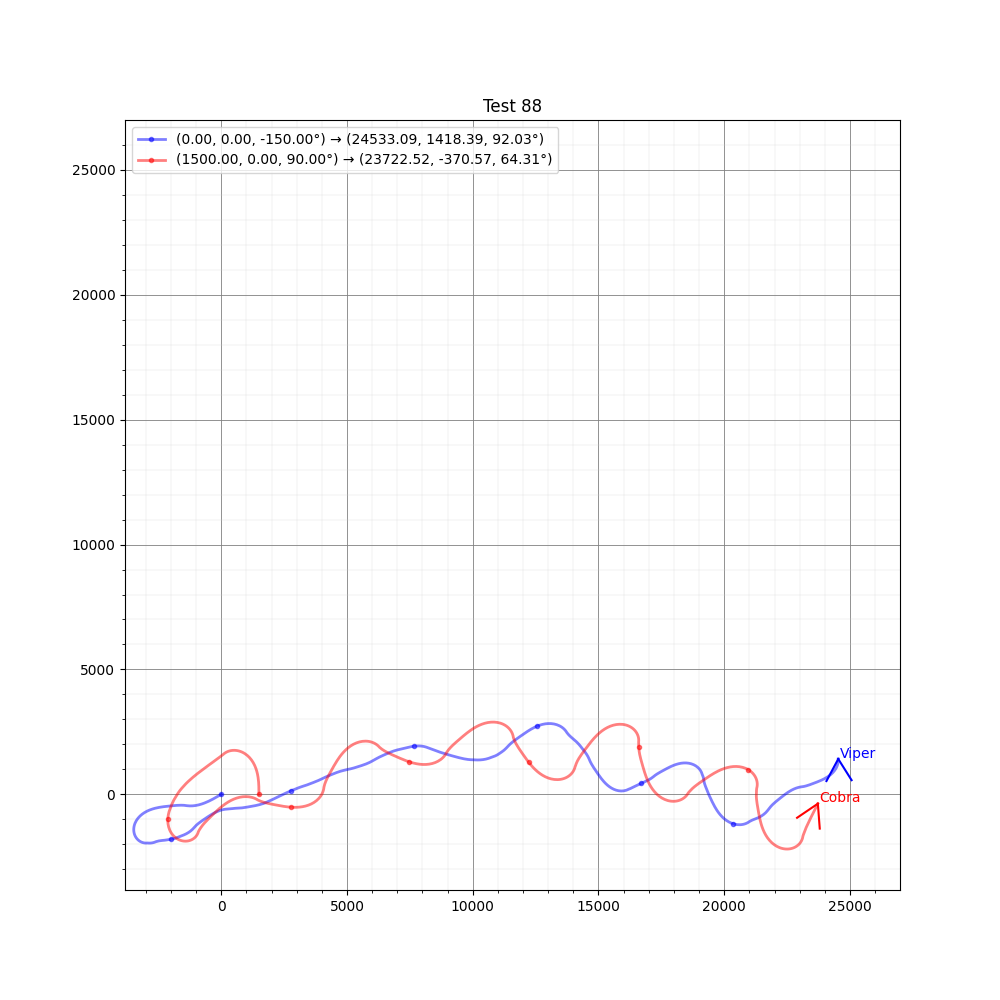 Test 88
(0.00, 0.00, -150.00°) → (24533.09, 1418.39, 92.03°)
(1500.00, 0.00, 90.00°) → (23722.52, -370.57, 64.31°)
25000
20000
15000
10000
5000
0
Viper
Cobra
0 5000 10000 15000 20000 25000